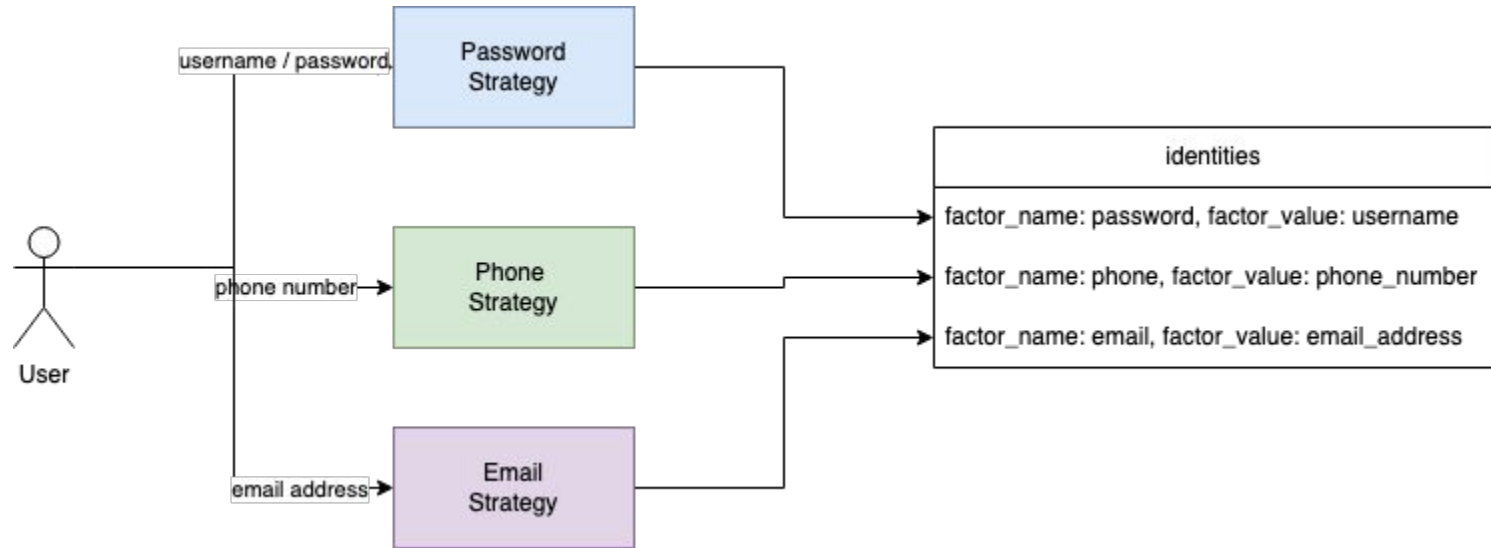 username / password
Password
Strategy
identities
factor_name: password, factor_value: username
phone number
Phone
Strategy
factor_name: phone, factor_value: phone_number
factor_name: email, factor_value: email_address
User
email address
Email
Strategy